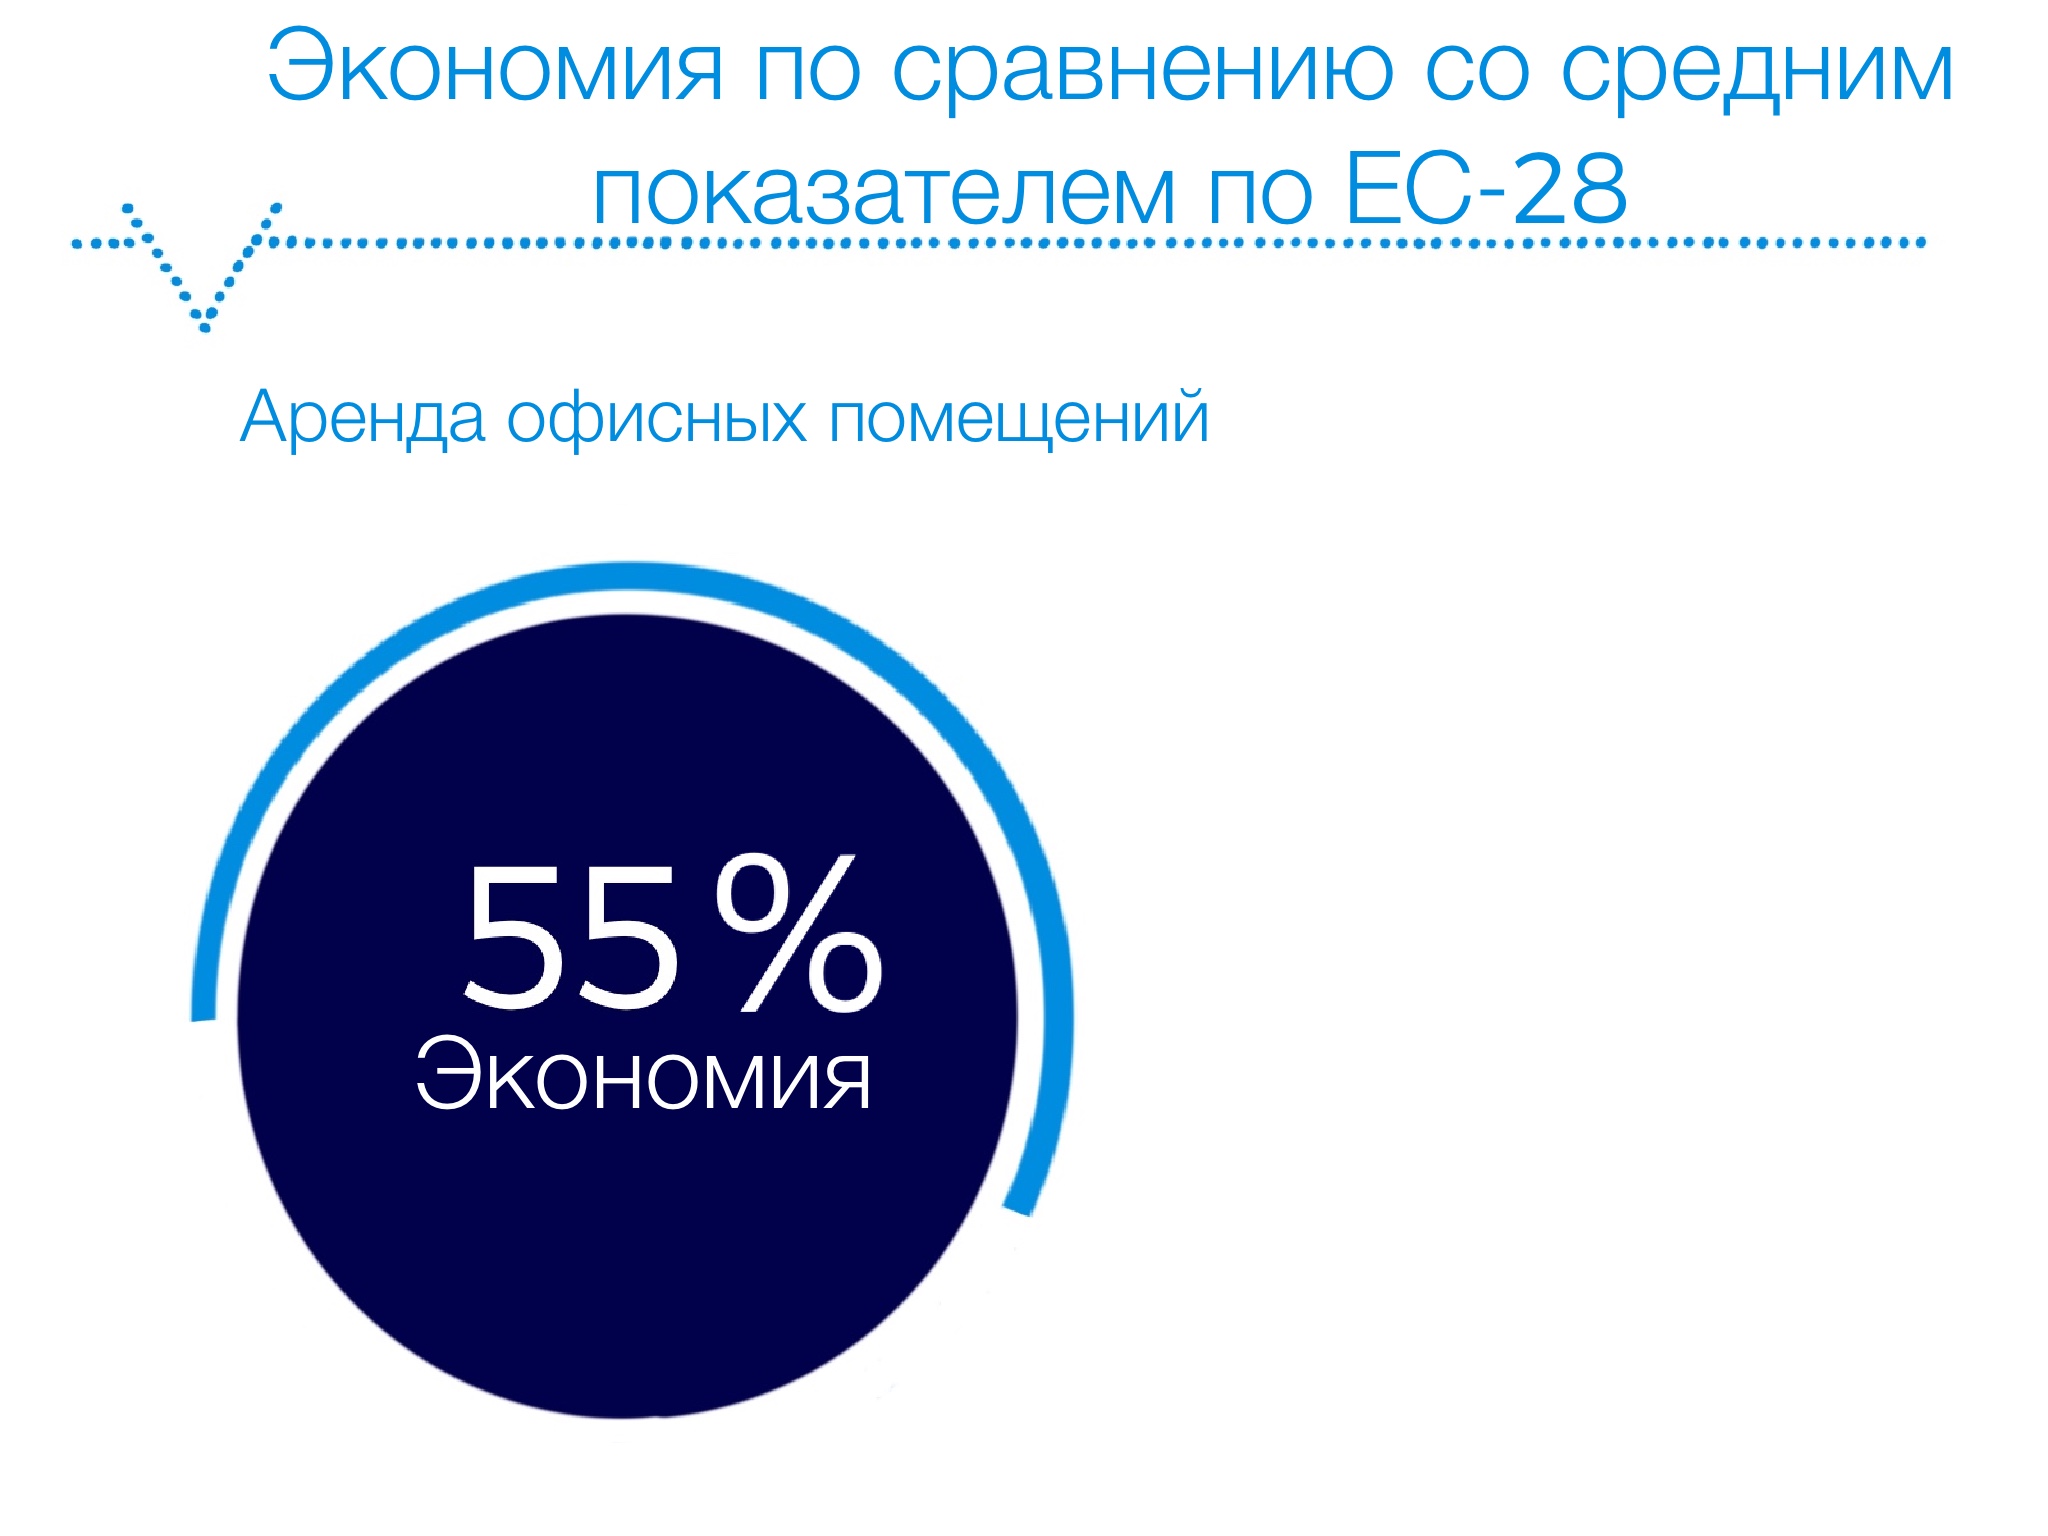 Экономия по сравнению со средним
показателем по ЕС-28
Аренда офисных помещений
55%
Экономия